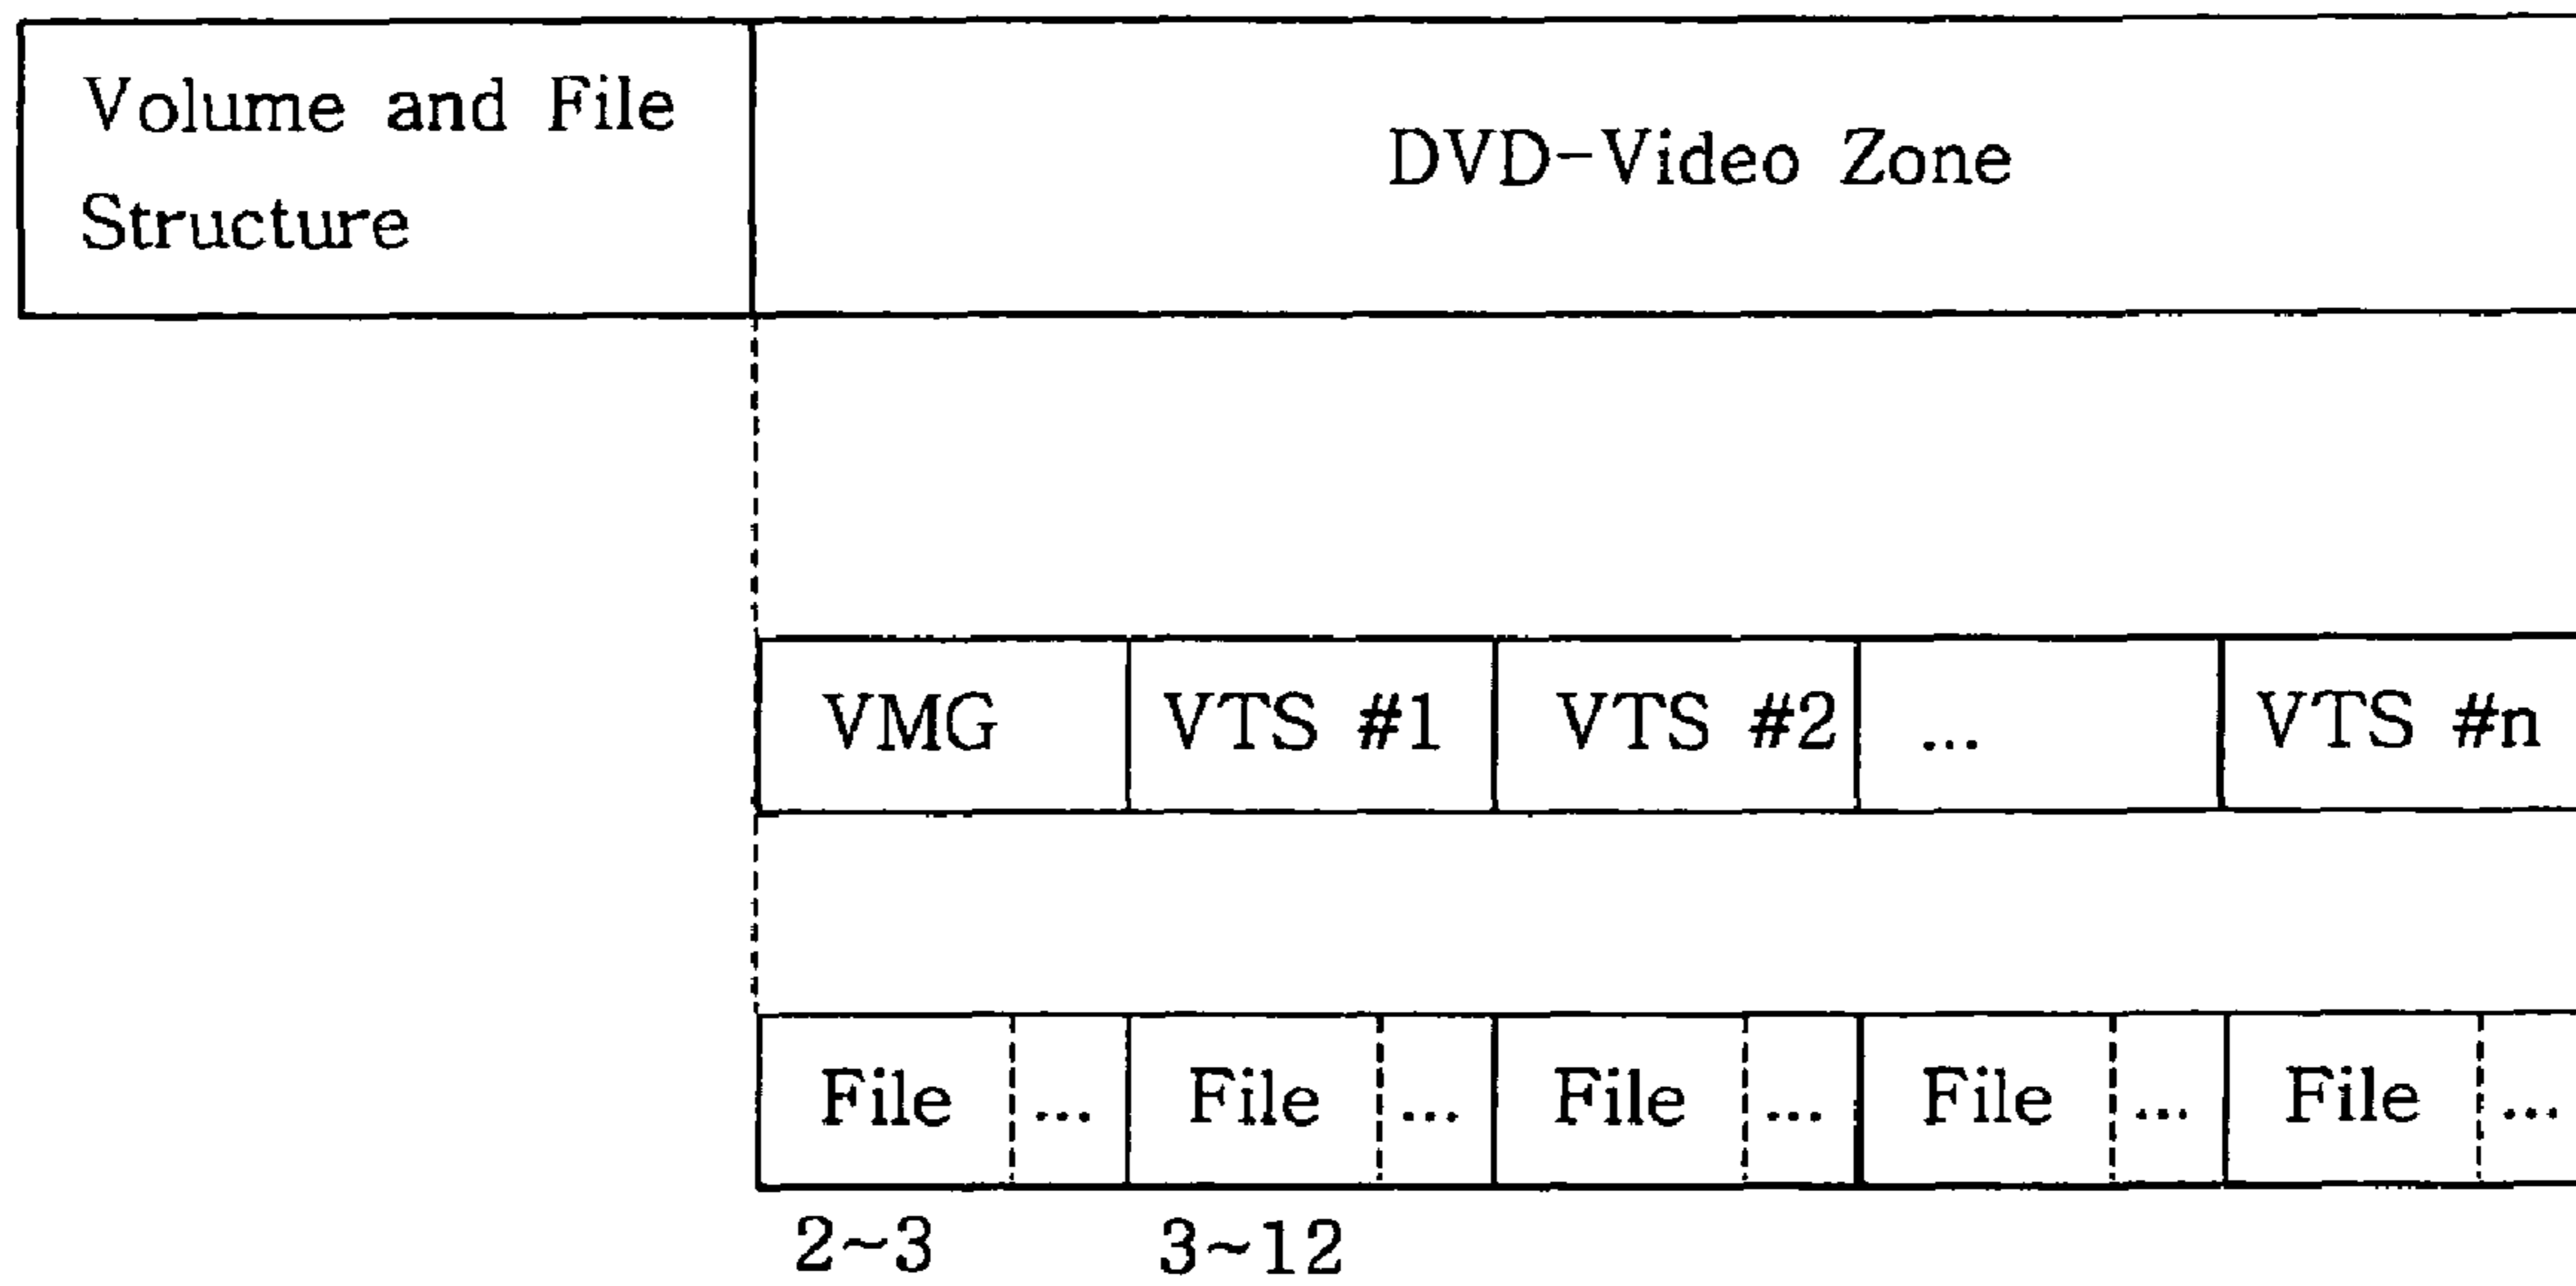 Volume and File
Structure
DVD-Video Zone
VMG
VTS #1
VTS #2
...
VTS #n
File
...
File
...
File
...
File
...
File
...
2~3
3~12